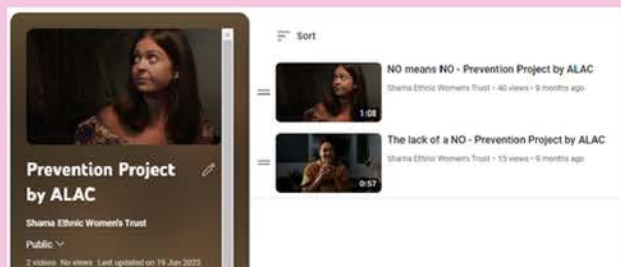 Prevention Project
by ALAC
Shama Ethnic Women's Trust
Public
2 videos No views Last updated on 19 Jun 2023
Sort
1:08
NO means NO - Prevention Project by ALAC
Shama Ethnic Women's Trust • 40 views • 9 months ago
0:57
The lack of a NO - Prevention Project by ALAC
Shama Ethnic Women's Trust • 15 views • 9 months ago